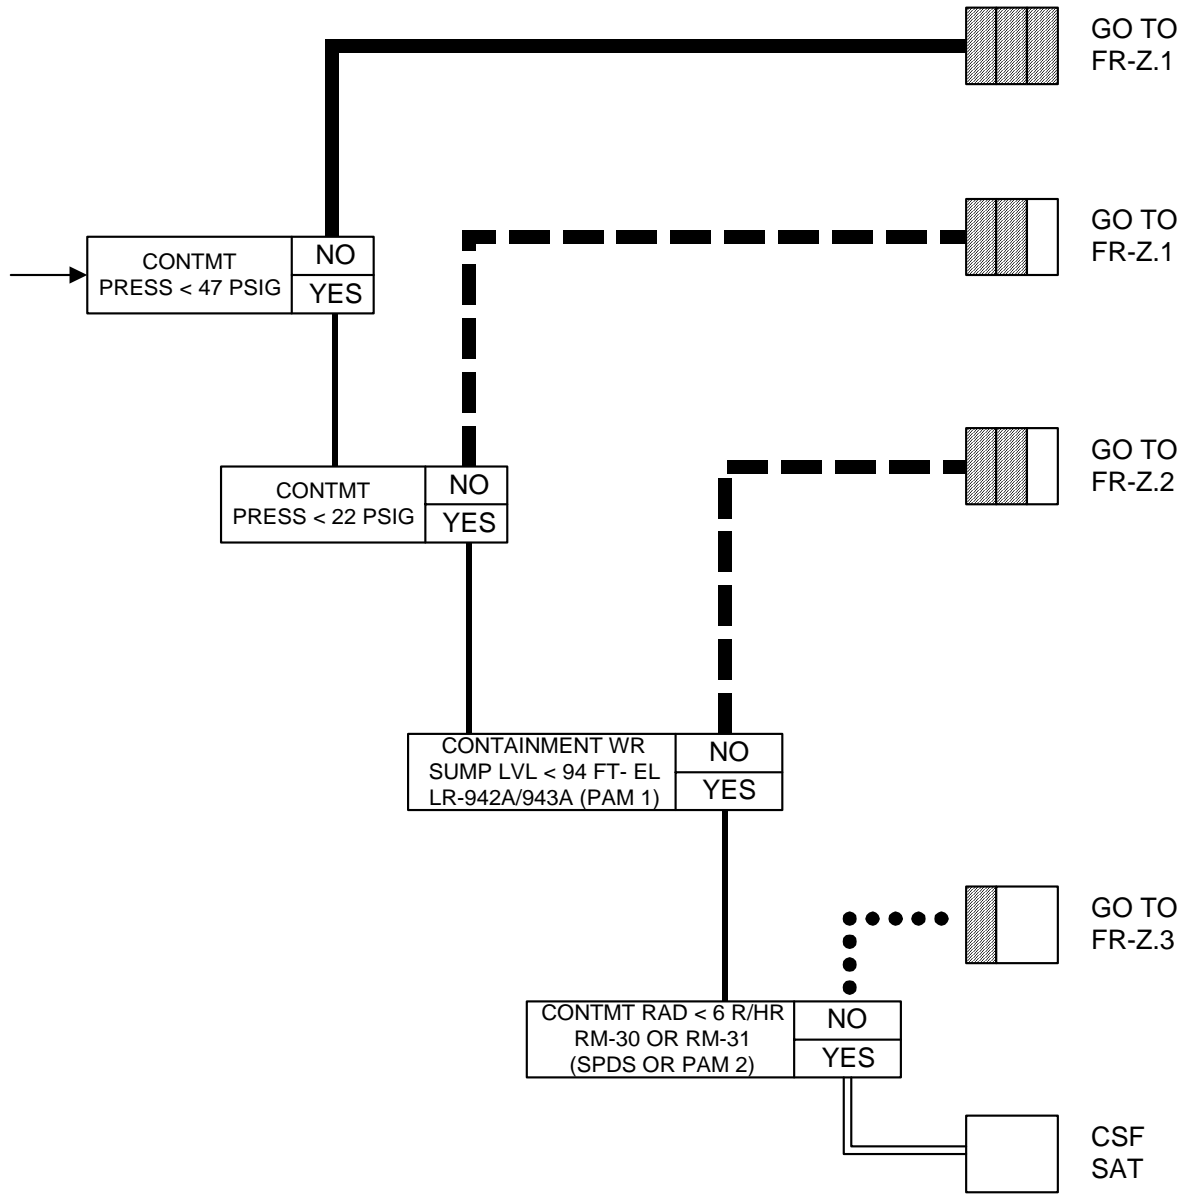 GO TO
FR-Z.1
GO TO
FR-Z.1
CONTMT
PRESS < 47 PSIG
NO
YES
GO TO
FR-Z.2
CONTMT
PRESS < 22 PSIG
NO
YES
CONTAINMENT WR
SUMP LVL < 94 FT- EL
LR-942A/943A (PAM 1)
NO
YES
GO TO
FR-Z.3
CONTMT RAD < 6 R/HR
RM-30 OR RM-31
(SPDS OR PAM 2)
NO
YES
CSF
SAT